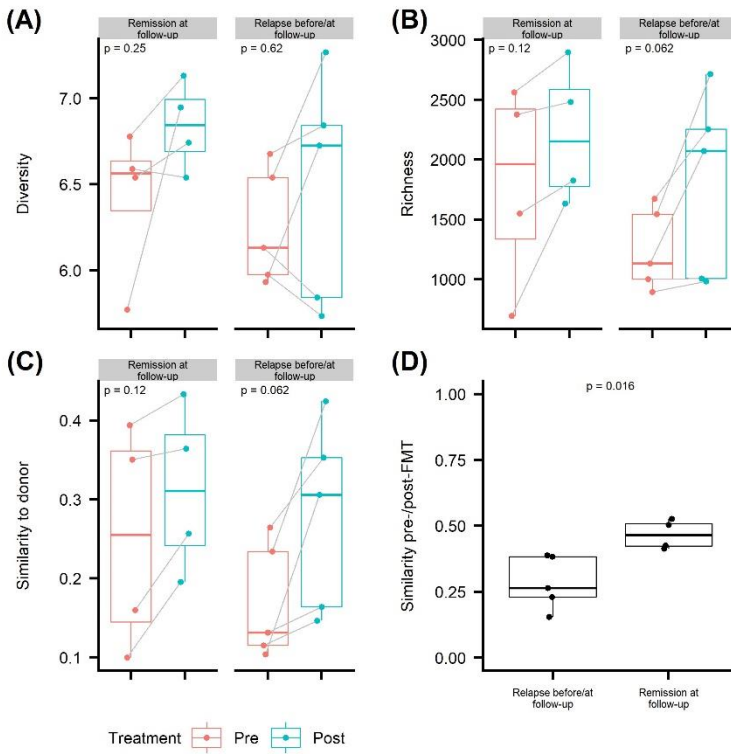 (A)
Remission at
follow-up
Relapse before/at
follow-up
p = 0.25
p = 0.62
7.0
6.5
6.0
Diversity
(B)
Remission at
follow-up
Relapse before/at
follow-up
p = 0.12
p = 0.062
3000
2500
2000
1500
1000
Richness
(C)
Remission at
follow-up
Relapse before/at
follow-up
p = 0.12
p = 0.062
0.4
0.3
0.2
0.1
Similarity to donor
(D)
p = 0.016
1.00
0.75
0.50
0.25
0.00
Similarity pre-/post-FMT
Relapse before/at
follow-up
Remission at
follow-up
Treatment Pre Post